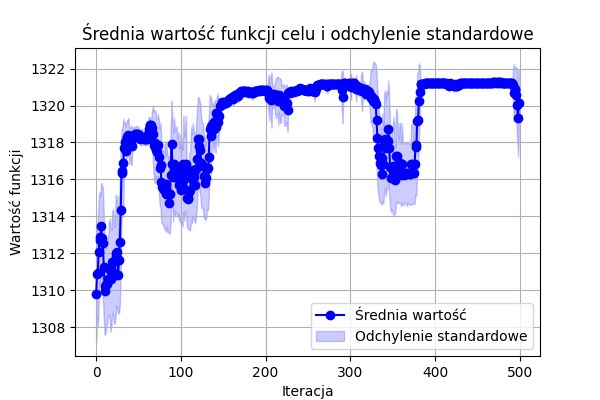 Średnia wartość funkcji celu i odchylenie standardowe
Wartość funkcji
1322
1320
1318
1316
1314
1312
1310
1308
0
100
200
300
400
500
Iteracja
Średnia wartość
Odchylenie standardowe